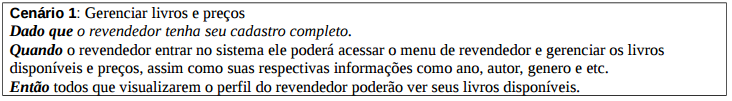 Cenário 1: Gerenciar livros e preços
Dado que o revendedor tenha seu cadastro completo.
Quando o revendedor entrar no sistema ele poderá acessar o menu de revendedor e gerenciar os livros
disponíveis e preços, assim como suas respectivas informações como ano, autor, genero e etc.
Então todos que visualizarem o perfil do revendedor poderão ver seus livros disponíveis.